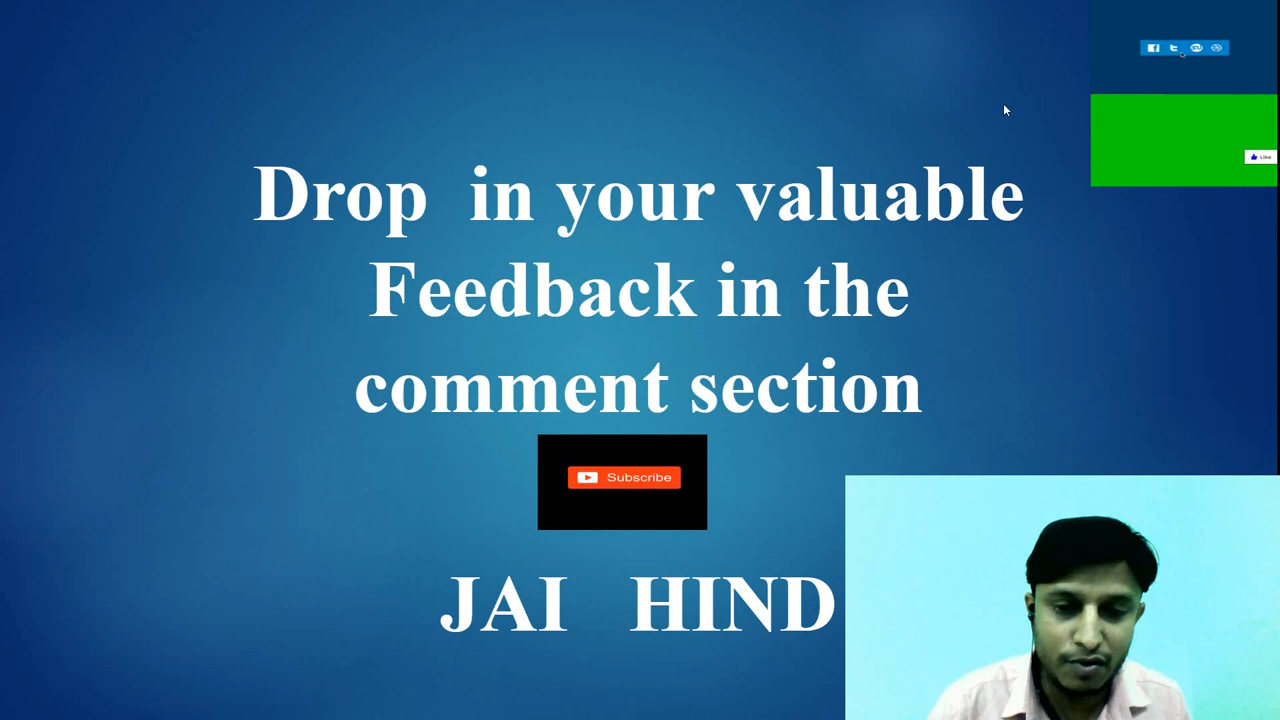 Like
Drop in your valuable
Feedback in the
comment section
Subscribe
JAI HIND